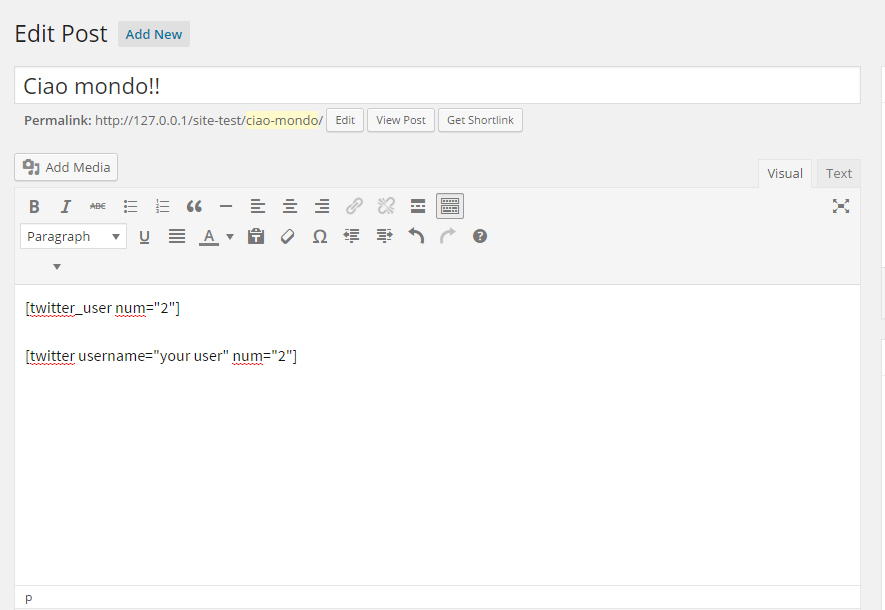 Edit Post Add New
Ciao mondo!!
Permalink: http://127.0.0.1/site-test/ciao-mondo/ Edit View Post Get Shortlink
Add Media
Visual Text
B I ABC
Paragraph U A Ω ?
[twitter_user num="2"]
[twitter username="your user" num="2"]
p